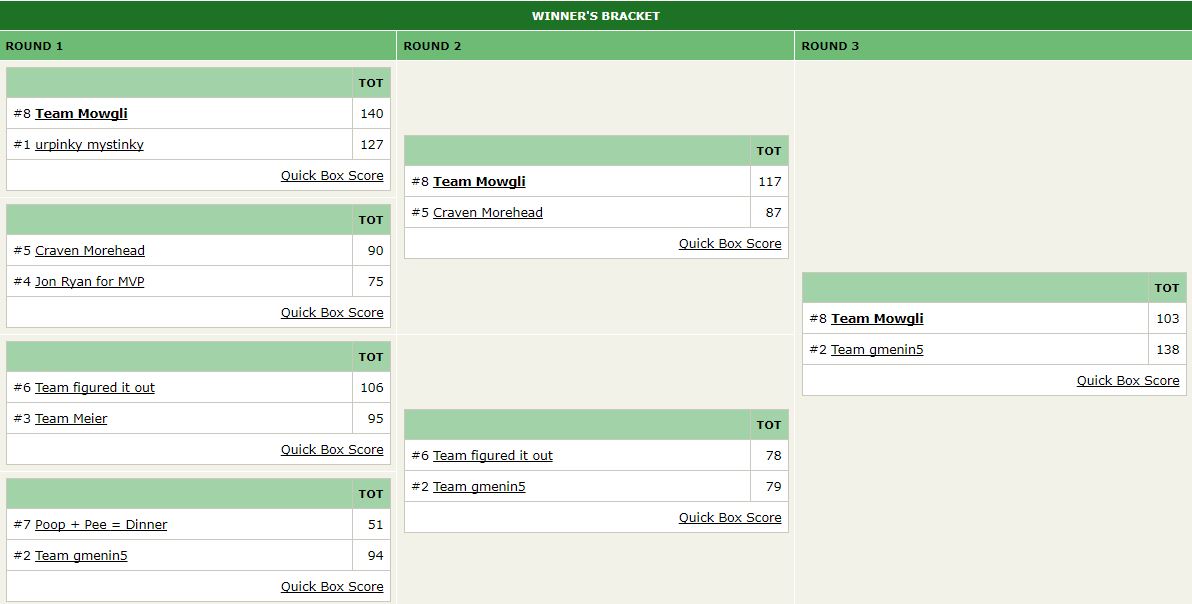 WINNER'S BRACKET
ROUND 1
TOT
#8 Team Mowgli 140
#1 urpinky mystinky 127
Quick Box Score
TOT
#5 Craven Morehead 90
#4 Jon Ryan for MVP 75
Quick Box Score
TOT
#6 Team figured it out 106
#3 Team Meier 95
Quick Box Score
TOT
#7 Poop + Pee = Dinner 51
#2 Team gmenin5 94
Quick Box Score
ROUND 2
TOT
#8 Team Mowgli 117
#5 Craven Morehead 87
Quick Box Score
TOT
#6 Team figured it out 78
#2 Team gmenin5 79
Quick Box Score
ROUND 3
TOT
#8 Team Mowgli 103
#2 Team gmenin5 138
Quick Box Score